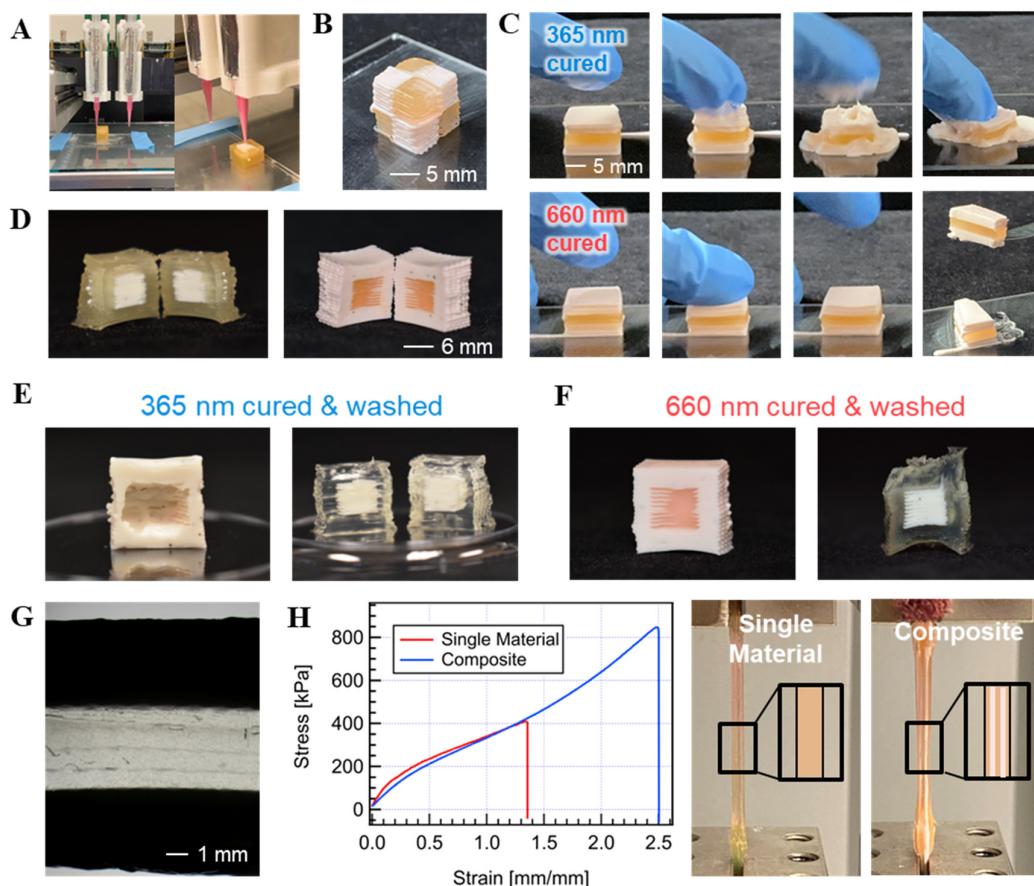 A
B
5 mm
C
365 nm
cured
5 mm
660 nm
cured
D
6 mm
E
365 nm cured & washed
F
660 nm cured & washed
G
1 mm
H
Stress [kPa]
800
600
400
200
0
Single Material
Composite
0.0
0.5
1.0
1.5
2.0
2.5
Strain [mm/mm]
Single
Material
Composite